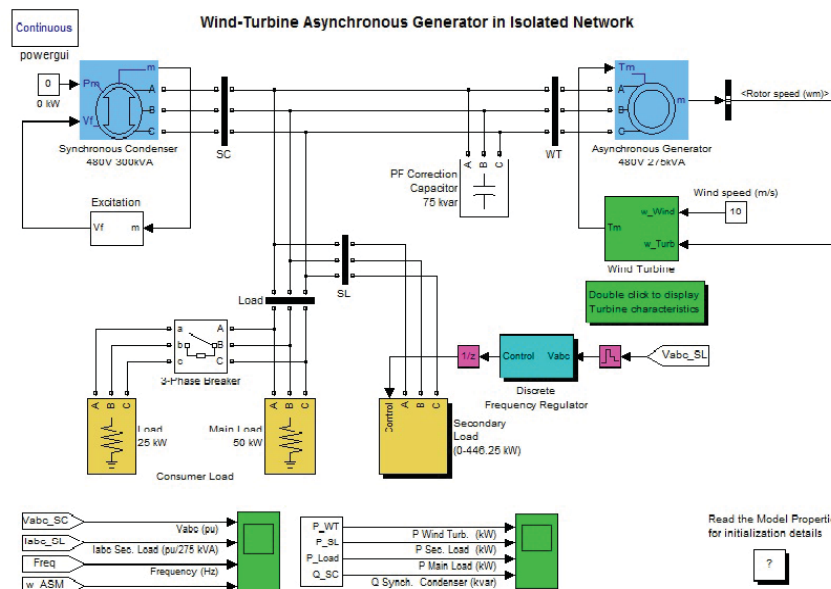 Wind-Turbine Asynchronous Generator in Isolated Network
Continuous
powergui
0
0 kW
Pm
Vf
m
A
B
C
Synchronous Condenser
480V 300kVA
SC
Excitation
Vf
m
A B C
PF Correction
Capacitor
75 kvar
WT
Tm
A
B
C
m
Asynchronous Generator
480V 275kVA
<Rotor speed (wm)>
Wind speed (m/s)
10
w_Wind
Tm
w_Turb
Wind Turbine
Double click to display
Turbine characteristics
SL
Load
a
b
c
A
B
C
3-Phase Breaker
A B C
Load
25 kW
A B C
Main Load
50 kW
Consumer Load
Control
A B C
Secondary
Load
(0-446.25 kW)
1/z
Control
Vabc
Discrete
Frequency Regulator
Vabc_SL
Vabc_SC
Vabc (pu)
Iabc_SL
Iabc Sec. Load (pu/275 kVA)
Freq
Frequency (Hz)
w_ASM
P_WT
P Wind Turb. (kW)
P_SL
P Sec. Load (kW)
P_Load
P Main Load (kW)
Q_SC
Q Synch. Condenser (kvar)
Read the Model Properti
for initialization details
?